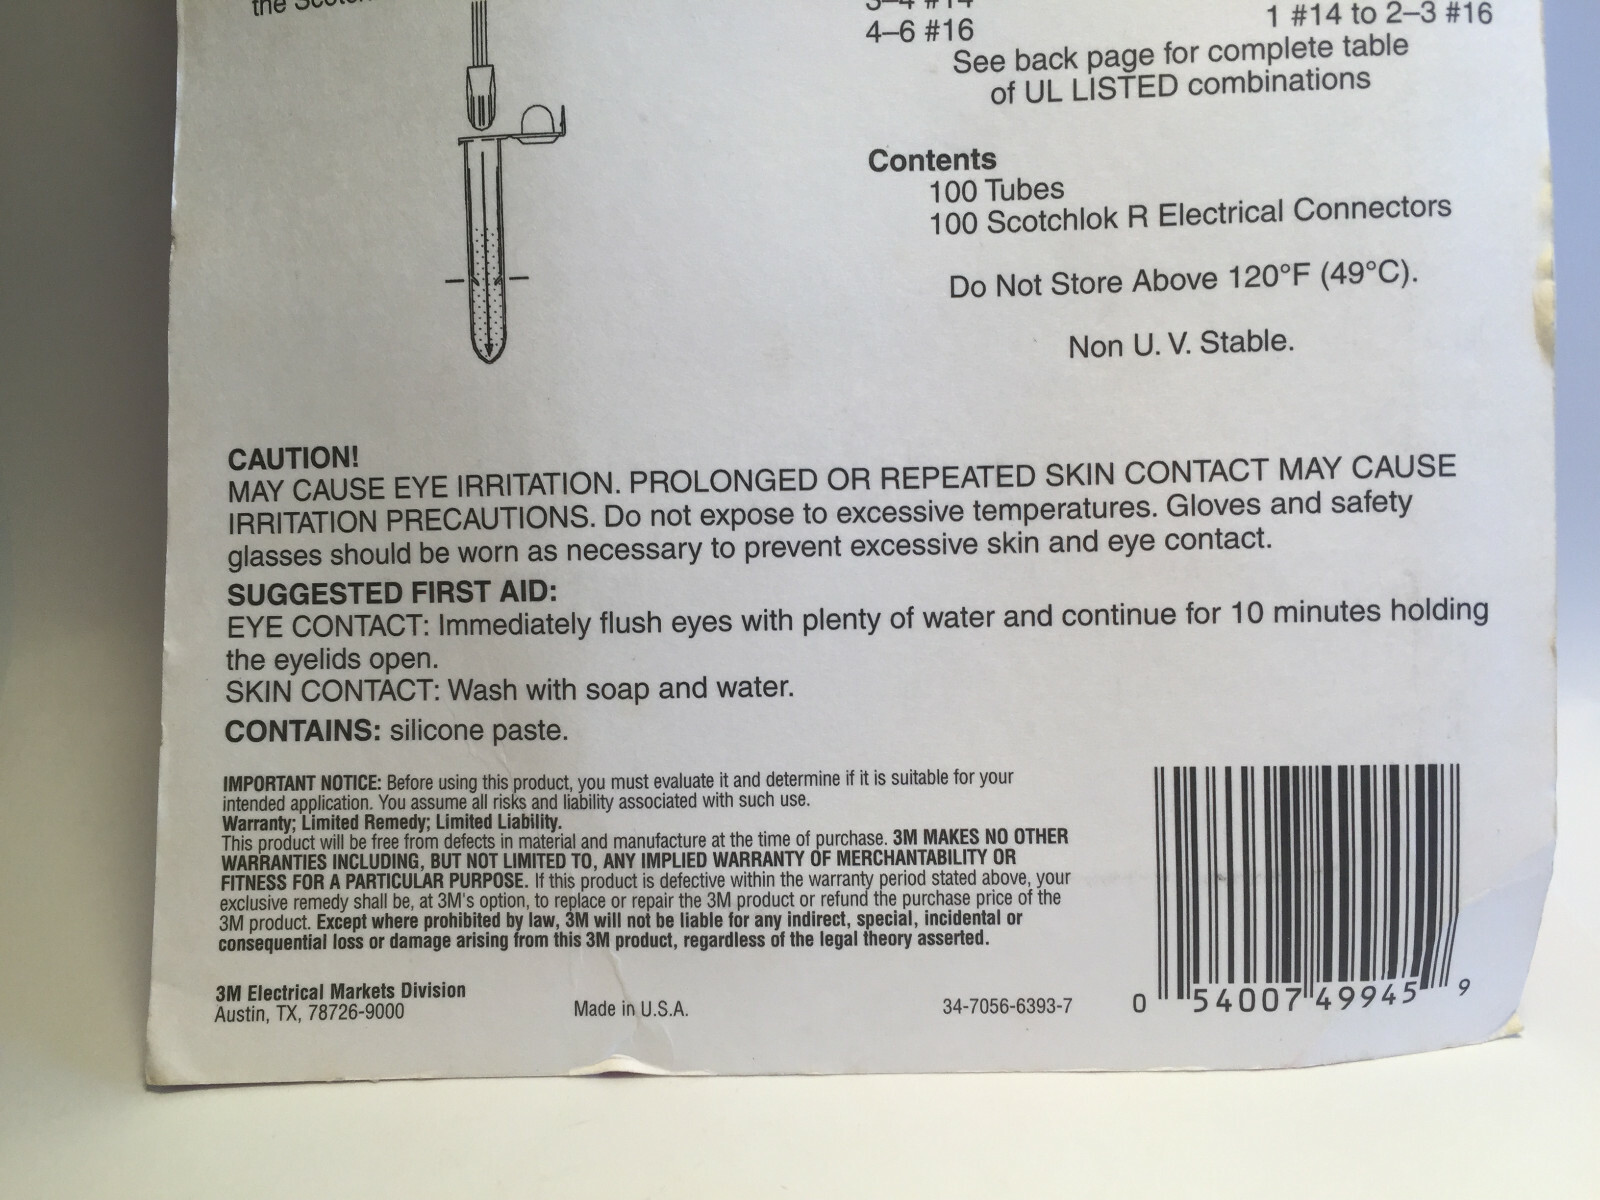 the
4–6 #16
1 #14 to 2–3 #16
See back page for complete table
of UL LISTED combinations
Contents
100 Tubes
100 Scotchlok R Electrical Connectors
Do Not Store Above 120°F (49°C).
Non U. V. Stable.
CAUTION!
MAY CAUSE EYE IRRITATION. PROLONGED OR REPEATED SKIN CONTACT MAY CAUSE
IRRITATION PRECAUTIONS. Do not expose to excessive temperatures. Gloves and safety
glasses should be worn as necessary to prevent excessive skin and eye contact.
SUGGESTED FIRST AID:
EYE CONTACT: Immediately flush eyes with plenty of water and continue for 10 minutes holding
the eyelids open.
SKIN CONTACT: Wash with soap and water.
CONTAINS: silicone paste.
IMPORTANT NOTICE: Before using this product, you must evaluate it and determine if it is suitable for your
intended application. You assume all risks and liability associated with such use.
Warranty; Limited Remedy; Limited Liability.
This product will be free from defects in material and manufacture at the time of purchase. 3M MAKES NO OTHER
WARRANTIES INCLUDING, BUT NOT LIMITED TO, ANY IMPLIED WARRANTY OF MERCHANTABILITY OR
FITNESS FOR A PARTICULAR PURPOSE. If this product is defective within the warranty period stated above, your
exclusive remedy shall be, at 3M's option, to replace or repair the 3M product or refund the purchase price of the
3M product. Except where prohibited by law, 3M will not be liable for any indirect, special, incidental or
consequential loss or damage arising from this 3M product, regardless of the legal theory asserted.
3M Electrical Markets Division
Austin, TX, 78726-9000
Made in U.S.A.
34-7056-6393-7
0 54007 49945 9